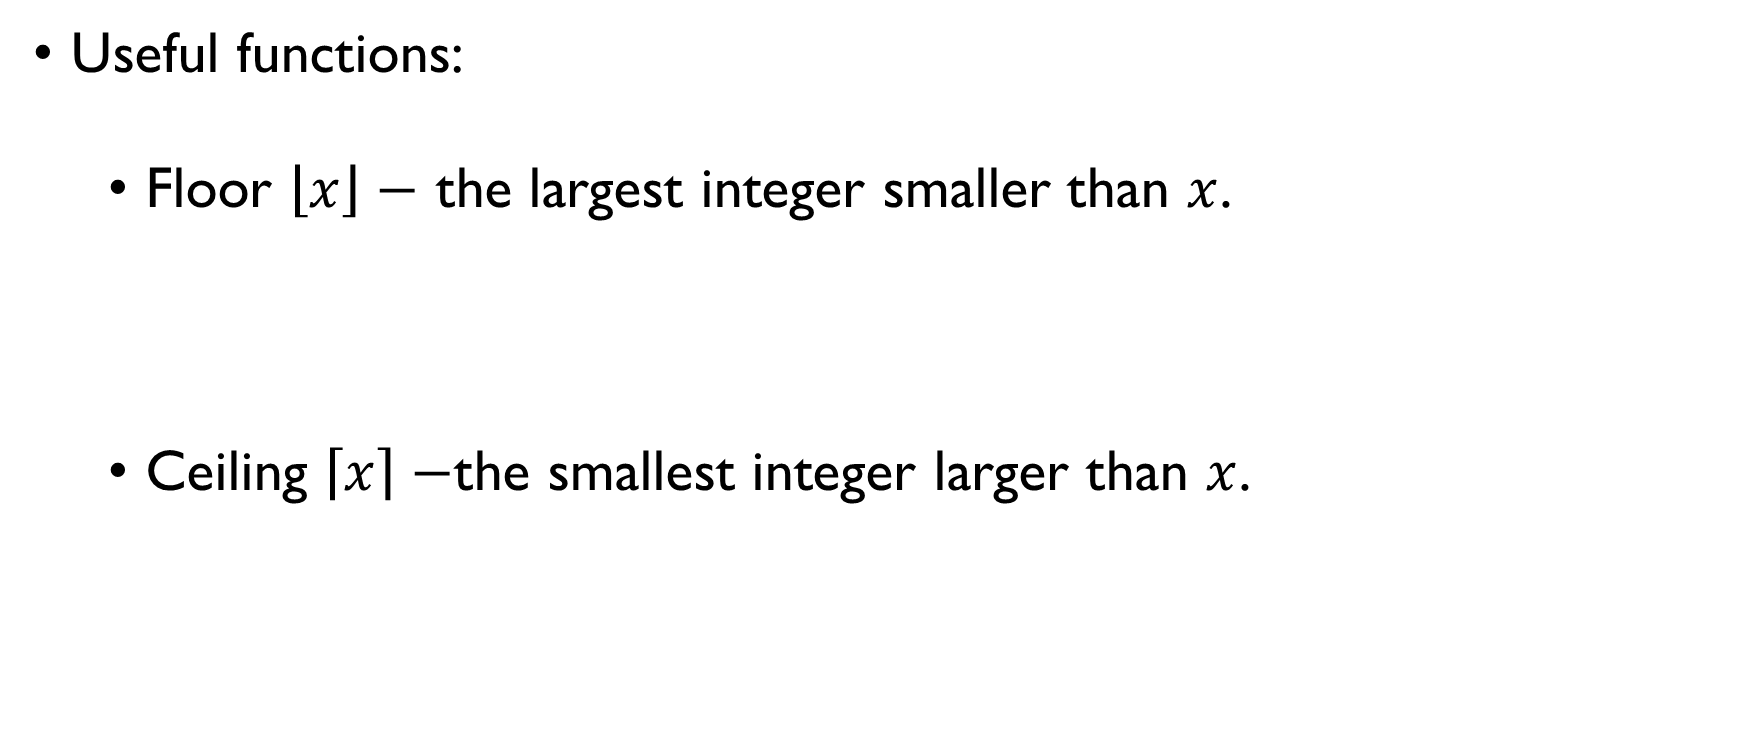 • Useful functions:
• Floor ⌊𝑥⌋ − the largest integer smaller than 𝑥.
• Ceiling ⌈𝑥⌉ −the smallest integer larger than 𝑥.